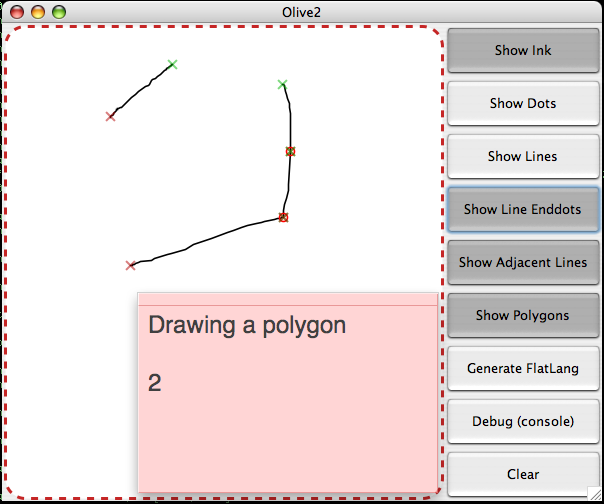 Olive2
Show Ink
Show Dots
Show Lines
Show Line Enddots
Show Adjacent Lines
Show Polygons
Generate FlatLang
Debug (console)
Clear
Drawing a polygon
2